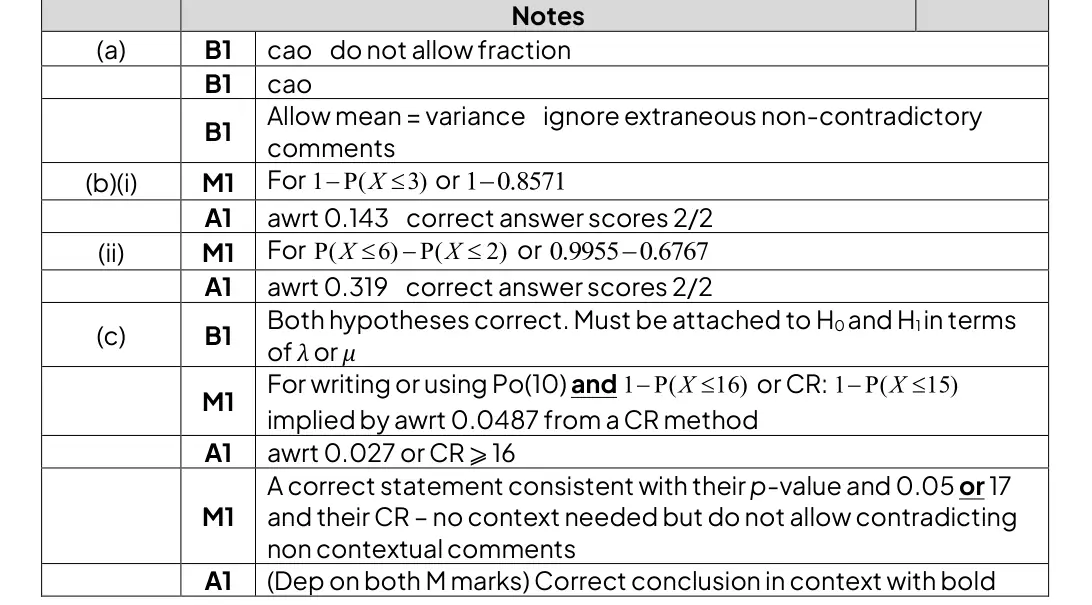 Notes
(a) B1 cao do not allow fraction
B1 cao
B1 Allow mean = variance ignore extraneous non-contradictory
comments
(b)(i) M1 For 1−P(X ≤3) or 1−0.8571
A1 awrt 0.143 correct answer scores 2/2
(ii) M1 For P(X ≤6)−P(X ≤ 2) or 0.9955−0.6767
A1 awrt 0.319 correct answer scores 2/2
(c) B1 Both hypotheses correct. Must be attached to H₀ and H₁ in terms
of λ or μ
M1 For writing or using Po(10) and 1−P(X ≤16) or CR: 1−P(X ≤15)
implied by awrt 0.0487 from a CR method
A1 awrt 0.027 or CR ⩾ 16
M1 A correct statement consistent with their p-value and 0.05 or 17
and their CR – no context needed but do not allow contradicting
non contextual comments
A1 (Dep on both M marks) Correct conclusion in context with bold